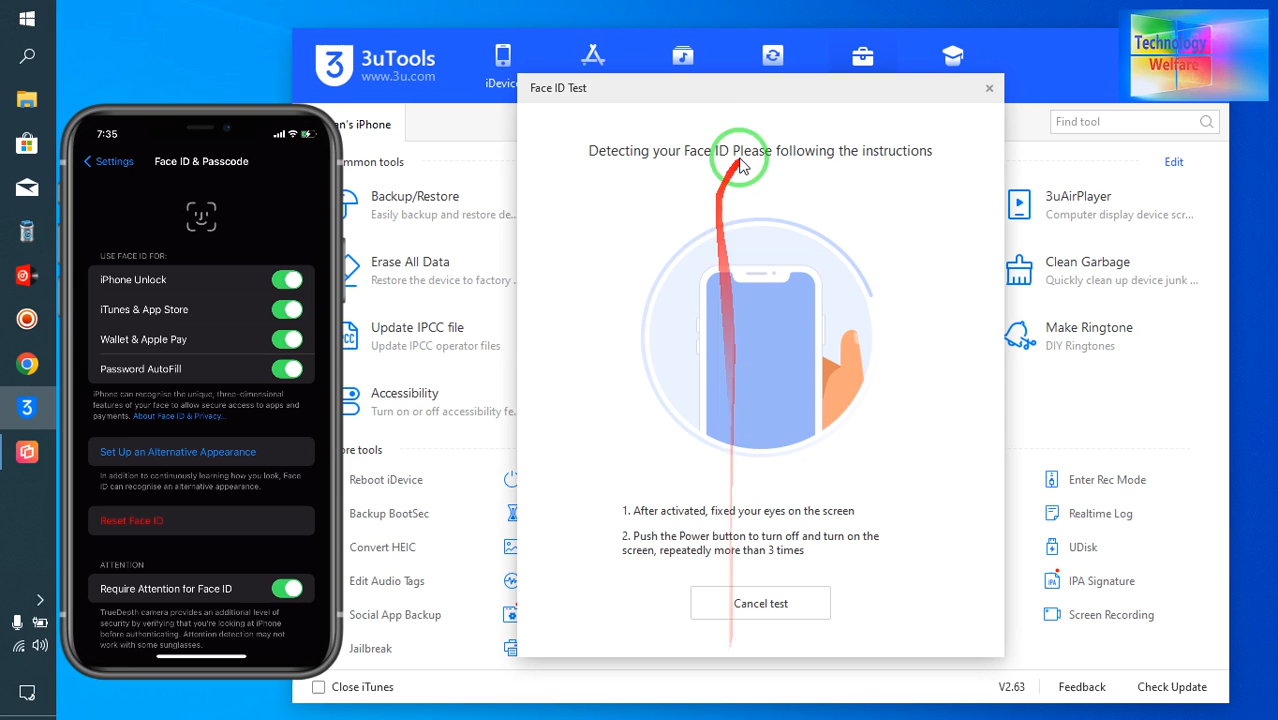 Technology
Welfare
3uTools
www.3u.com
iDevic
Face ID Test
an's iPhone
Find tool
mmon tools
Edit
Detecting your Face ID Please following the instructions
Backup/Restore
Easily backup and restore de...
3uAirPlayer
Computer display device scr...
Erase All Data
Restore the device to factory ...
Clean Garbage
Quickly clean up device junk ...
CC
Update IPCC file
Update IPCC operator files
Make Ringtone
DIY Ringtones
Accessibility
Turn on or off accessibility fe...
re tools
Reboot iDevice
Enter Rec Mode
Backup BootSec
Realtime Log
Convert HEIC
UDisk
Edit Audio Tags
IPA Signature
Social App Backup
Screen Recording
Jailbreak
1. After activated, fixed your eyes on the screen
2. Push the Power button to turn off and turn on the
screen, repeatedly more than 3 times
Cancel test
Close iTunes
V2.63
Feedback
Check Update
7:35
Settings
Face ID & Passcode
USE FACE ID FOR:
iPhone Unlock
iTunes & App Store
Wallet & Apple Pay
Password AutoFill
iPhone can recognise the unique, three-dimensional
features of your face to allow secure access to apps and
payments. About Face ID & Privacy...
Set Up an Alternative Appearance
In addition to continuously learning how you look, Face
ID can recognise an alternative appearance.
Reset Face ID
ATTENTION
Require Attention for Face ID
TrueDepth camera provides an additional level of
security by verifying that you're looking at iPhone
before authenticating. Attention detection may not
work with some sunglasses.